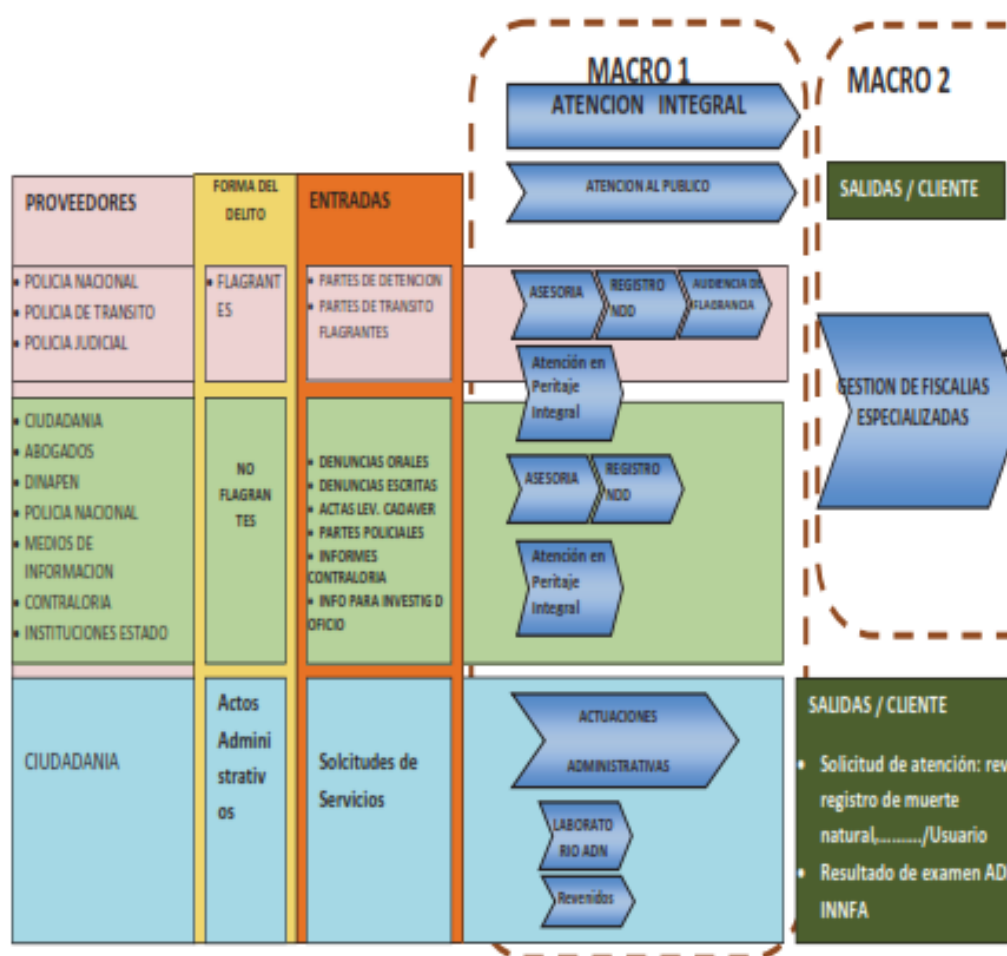 MACRO 1
ATENCION INTEGRAL
MACRO 2
ATENCION AL PUBLICO
SALIDAS / CLIENTE
PROVEEDORES
FORMA DEL
DELITO
ENTRADAS
• POLICIA NACIONAL
• POLICIA DE TRANSITO
• POLICIA JUDICIAL
• FLAGRANT
ES
• PARTES DE DETENCION
• PARTES DE TRANSITO
FLAGRANTES
ASESORIA
REGISTRO
NDD
AUDIENCIA DE
FLAGRANCIA
Atención en
Peritaje
Integral
GESTION DE FISCALIAS
ESPECIALIZADAS
• CIUDADANIA
• ABOGADOS
• DINAPEN
• POLICIA NACIONAL
• MEDIOS DE
INFORMACION
• CONTRALORIA
• INSTITUCIONES ESTADO
NO
FLAGRAN
TES
• DENUNCIAS ORALES
• DENUNCIAS ESCRITAS
• ACTAS LEV. CADAVER
• PARTES POLICIALES
• INFORMES
CONTRALORIA
• INFO PARA INVESTIG D
OFICIO
ASESORIA
REGISTRO
NDD
Atención en
Peritaje
Integral
CIUDADANIA
Actos
Admini
strativ
os
Solcitudes de
Servicios
ACTUACIONES
ADMINISTRATIVAS
LABORATO
RIO ADN
Revenidos
SALIDAS / CLIENTE
• Solicitud de atención: rev
registro de muerte
natural,........../Usuario
• Resultado de examen AD
INNFA